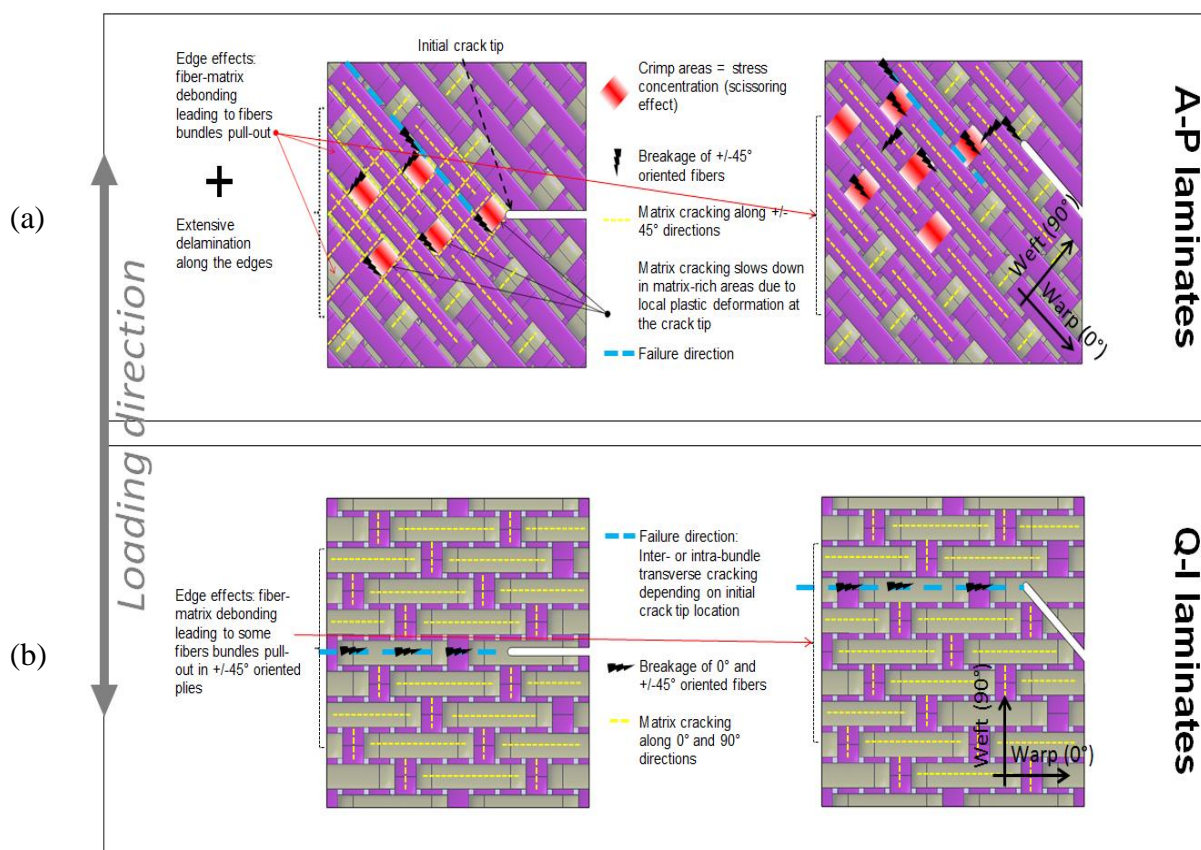 Initial crack tip
Edge effects:
fiber-matrix
debonding
leading to fibers
bundles pull-out
+
Extensive
delamination
along the edges
Crimp areas = stress
concentration (scissoring
effect)
Breakage of +/-45°
oriented fibers
Matrix cracking along +/-
45° directions
Matrix cracking slows down
in matrix-rich areas due to
local plastic deformation at
the crack tip
Failure direction
Weft (90°)
Warp (0°)
A-P laminates
(a)
Loading direction
(b)
Edge effects: fiber-
matrix debonding
leading to some
fibers bundles pull-
out in +/-45° oriented
plies
Failure direction:
Inter- or intra-bundle
transverse cracking
depending on initial
crack tip location
Breakage of 0° and
+/-45° oriented fibers
Matrix cracking
along 0° and 90°
directions
Weft (90°)
Warp (0°)
Q-I laminates